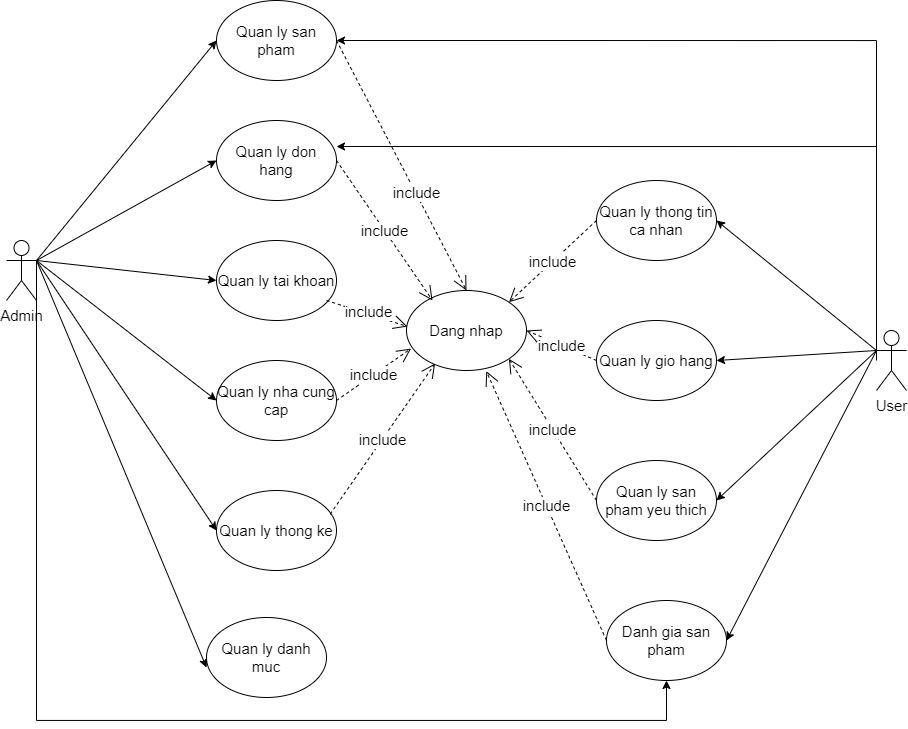 Quan ly san
pham
Quan ly don
hang
include
Quan ly thong tin
ca nhan
include
include
Quan ly tai khoan
include
Admin
Dang nhap
include
Quan ly gio hang
include
Quan ly nha cung
cap
User
include
include
Quan ly san
pham yeu thich
include
Quan ly thong ke
Danh gia san
pham
Quan ly danh
muc